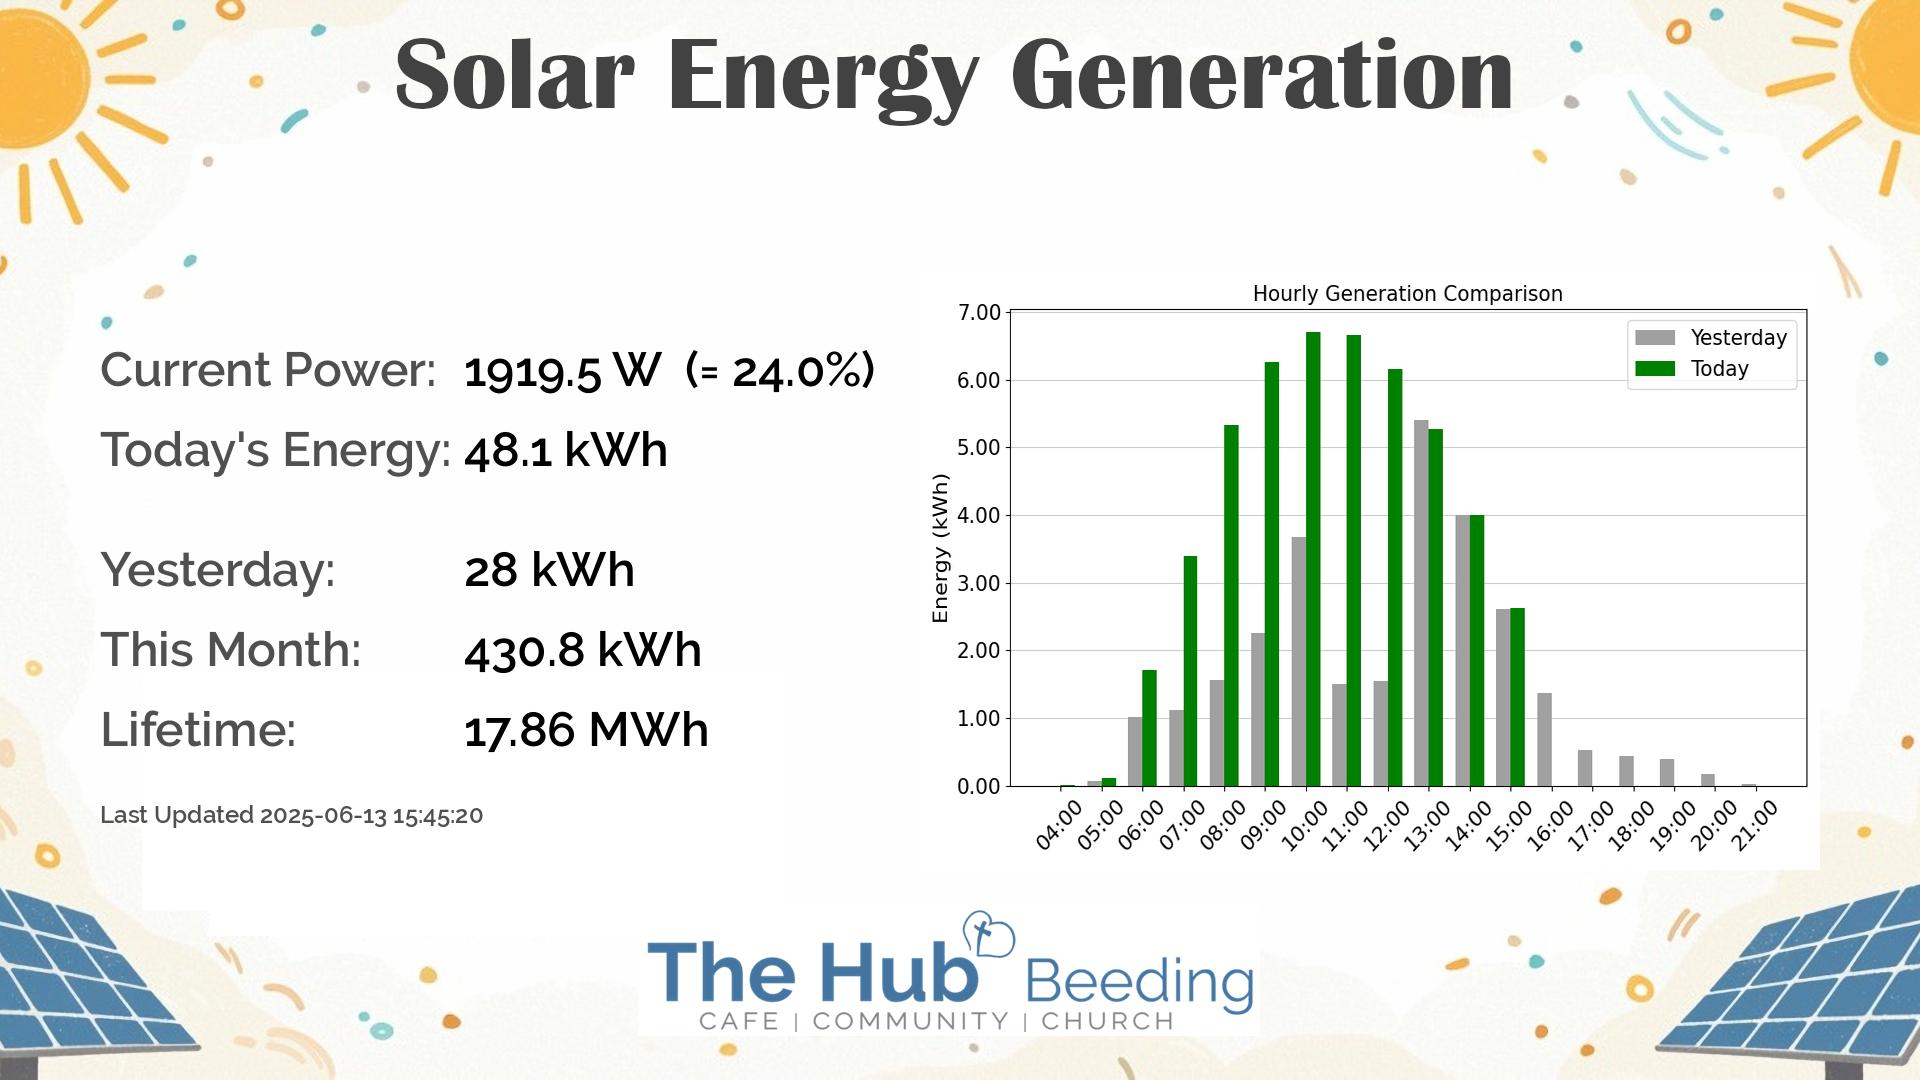 Solar Energy Generation
Current Power: 1919.5 W (= 24.0%)
Today's Energy: 48.1 kWh
Yesterday: 28 kWh
This Month: 430.8 kWh
Lifetime: 17.86 MWh
Last Updated 2025-06-13 15:45:20
Hourly Generation Comparison
7.00
6.00
5.00
4.00
3.00
2.00
1.00
0.00
Energy (kWh)
Yesterday
Today
04:00 05:00 06:00 07:00 08:00 09:00 10:00 11:00 12:00 13:00 14:00 15:00 16:00 17:00 18:00 19:00 20:00 21:00
The Hub Beeding
CAFE | COMMUNITY | CHURCH